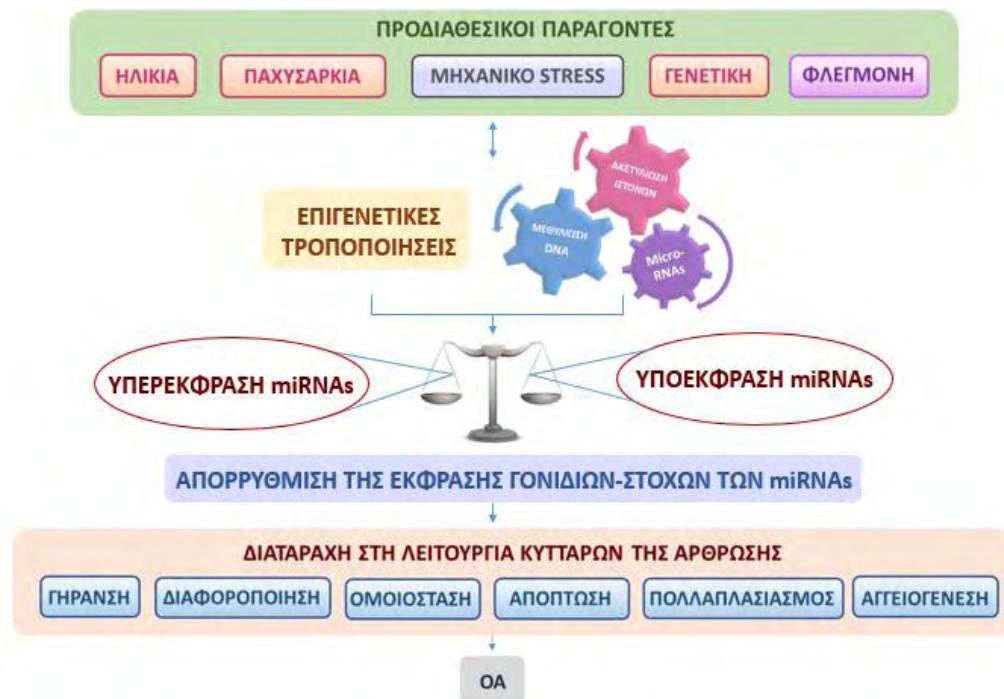 ΠΡΟΔΙΑΘΕΣΙΚΟΙ ΠΑΡΑΓΟΝΤΕΣ
ΗΛΙΚΙΑ
ΠΑΧΥΣΑΡΚΙΑ
ΜΗΧΑΝΙΚΟ STRESS
ΓΕΝΕΤΙΚΗ
ΦΛΕΓΜΟΝΗ
ΑΚΕΤΥΛΙΩΣΗ
ΙΣΤΟΝΩΝ
ΕΠΙΓΕΝΕΤΙΚΕΣ
ΤΡΟΠΟΠΟΙΗΣΕΙΣ
ΜΕΘΥΛΙΩΣΗ
DNA
Micro-
RNAs
ΥΠΕΡΕΚΦΡΑΣΗ miRNAs
ΥΠΟΕΚΦΡΑΣΗ miRNAs
ΑΠΟΡΡΥΘΜΙΣΗ ΤΗΣ ΕΚΦΡΑΣΗΣ ΓΟΝΙΔΙΩΝ-ΣΤΟΧΩΝ ΤΩΝ miRNAs
ΔΙΑΤΑΡΑΧΗ ΣΤΗ ΛΕΙΤΟΥΡΓΙΑ ΚΥΤΤΑΡΩΝ ΤΗΣ ΑΡΘΡΩΣΗΣ
ΓΗΡΑΝΣΗ
ΔΙΑΦΟΡΟΠΟΙΗΣΗ
ΟΜΟΙΟΣΤΑΣΗ
ΑΠΟΠΤΩΣΗ
ΠΟΛΛΑΠΛΑΣΙΑΣΜΟΣ
ΑΓΓΕΙΟΓΕΝΕΣΗ
ΟΑ